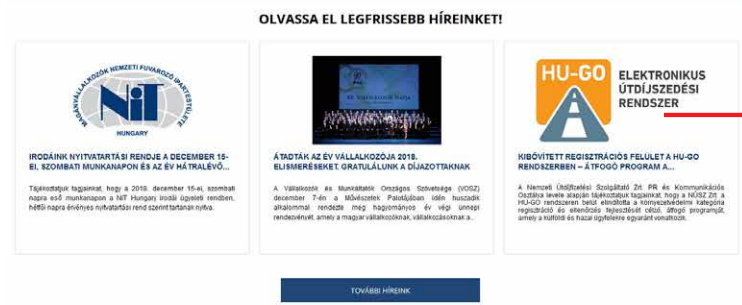 OLVASSA EL LEGFRISSEBB HÍREINKET!
MAGÁNVÁLLALKOZÓK NEMZETI FUVAROZÓ IPARTESTÜLETE
NiT
HUNGARY
IRODÁINK NYITVATARTÁSI RENDJE A DECEMBER 15-
EI, SZOMBATI MUNKANAPON ÉS AZ ÉV HÁTRALÉVŐ...
Tájékoztatjuk tagjainkat, hogy a 2018. december 15-ei, szombati
napra eső munkanapon a NIT Hungary irodái ügyeleti rendben,
hétfői napra érvényes nyitvatartási rend szerint tartanak nyitva.
ÁTADTÁK AZ ÉV VÁLLALKOZÓJA 2018.
ELISMERÉSEKET. GRATULÁLUNK A DÍJAZOTTAKNAK
A Vállalkozók és Munkáltatók Országos Szövetsége (VOSZ)
december 7-én a Művészetek Palotájában idén huszadik
alkalommal rendezte meg hagyományos év végi ünnepi
rendezvényét, amely a magyar vállalkozóknak, vállalkozásoknak a...
HU-GO
ELEKTRONIKUS
ÚTDÍJSZEDÉSI
RENDSZER
KIBŐVÍTETT REGISZTRÁCIÓS FELÜLET A HU-GO
RENDSZERBEN – ÁTFOGÓ PROGRAM A...
A Nemzeti Útdíjfizetési Szolgáltató Zrt. PR és Kommunikációs
Osztálya levele alapján tájékoztatjuk tagjainkat, hogy a NÚSZ Zrt. a
HU-GO rendszeren belül elindította a környezetvédelmi kategória
regisztráció és ellenőrzés fejlesztését célzó, átfogó programját,
amely a külföldi és hazai ügyfelekre egyaránt vonatkozik.
TOVÁBBI HÍREINK